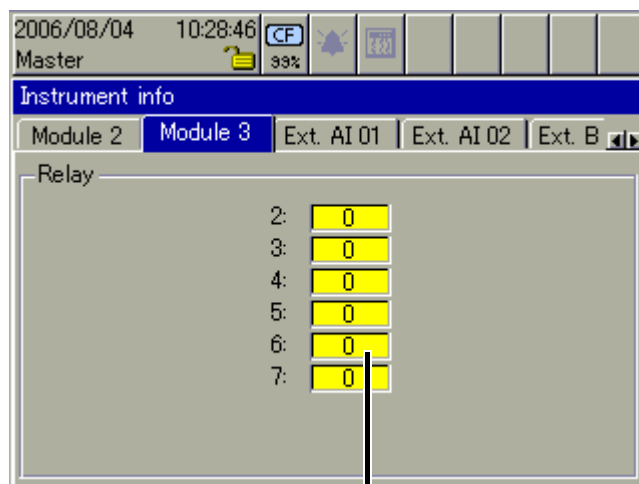 2006/08/04 10:28:46 CF
Master 99%
Instrument info
Module 2 Module 3 Ext. AI 01 Ext. AI 02 Ext. B
Relay
2: 0
3: 0
4: 0
5: 0
6: 0
7: 0